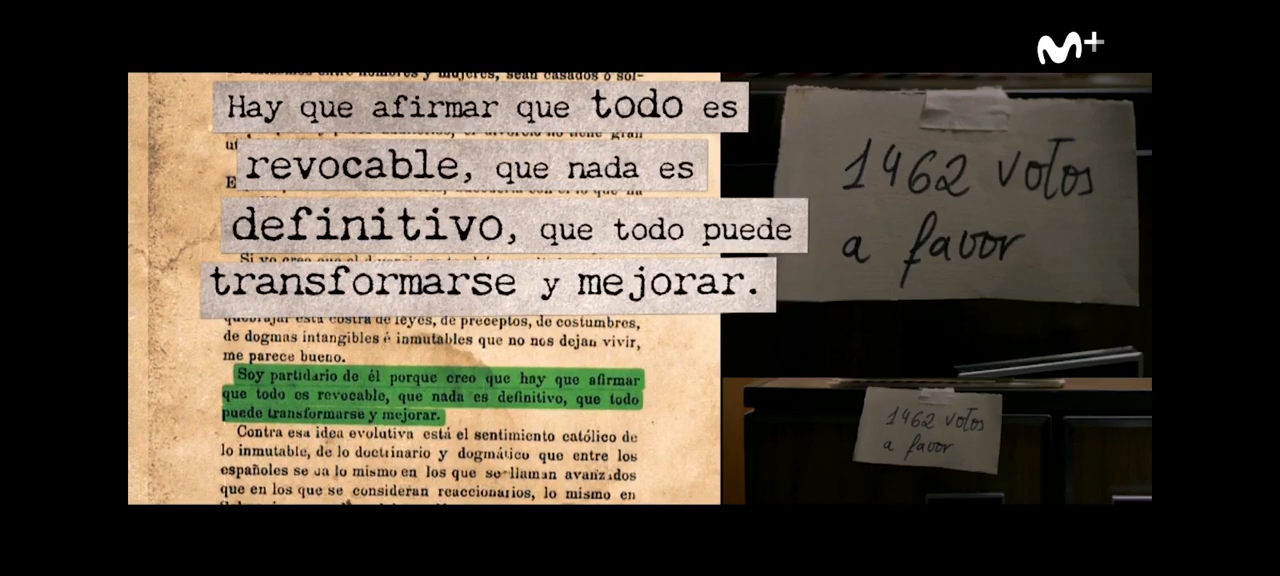 M+
Hay que afirmar que todo es
revocable, que nada es
definitivo, que todo puede
transformarse y mejorar.
de leyes, de preceptos, de costumbres,
de dogmas intangibles é inmutables que no nos dejan vivir,
me parece bueno.
Soy partidario de él porque creo que hay que afirmar
que todo es revocable, que nada es definitivo, que todo
puede transformarse y mejorar.
Contra esa idea evolutiva está el sentimiento católico de
lo inmutable, de lo doctrinario y dogmático que entre los
españoles se da lo mismo en los que se llaman avanzados
que en los que se consideran reaccionarios, lo mismo en
1462 votos
a favor
1462 votos
a favor